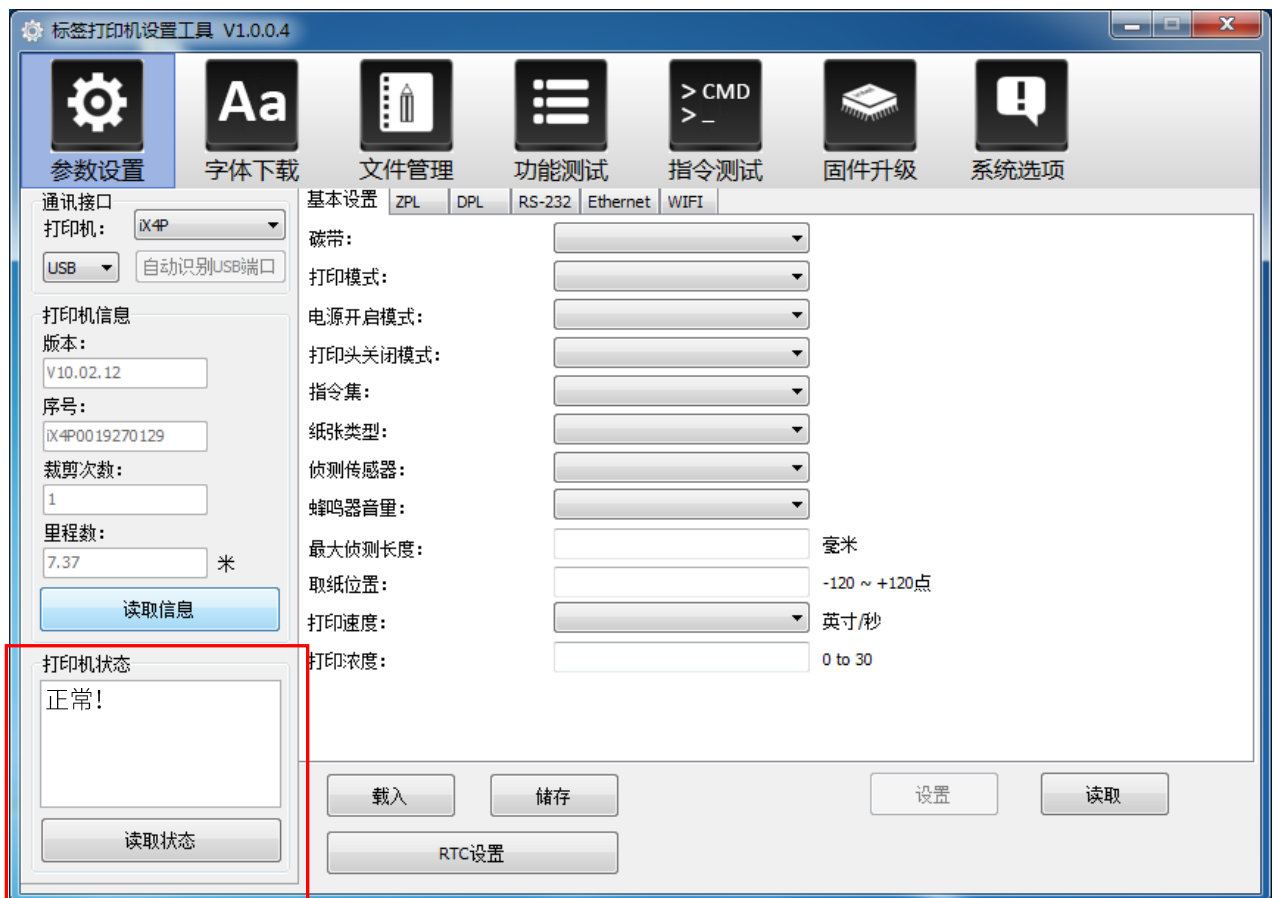 标签打印机设置工具 V1.0.0.4
Aa
> CMD
> _
参数设置
字体下载
文件管理
功能测试
指令测试
固件升级
系统选项
通讯接口
打印机：
iX4P
USB
自动识别USB端口
打印机信息
版本：
V10.02.12
序号：
iX4P0019270129
裁剪次数：
1
里程数：
7.37
米
读取信息
打印机状态
正常！
读取状态
基本设置 ZPL DPL RS-232 Ethernet WIFI
碳带：
打印模式：
电源开启模式：
打印头关闭模式：
指令集：
纸张类型：
侦测传感器：
蜂鸣器音量：
最大侦测长度： 毫米
取纸位置： -120 ~ +120点
打印速度： 英寸/秒
打印浓度： 0 to 30
载入
储存
设置
读取
RTC设置